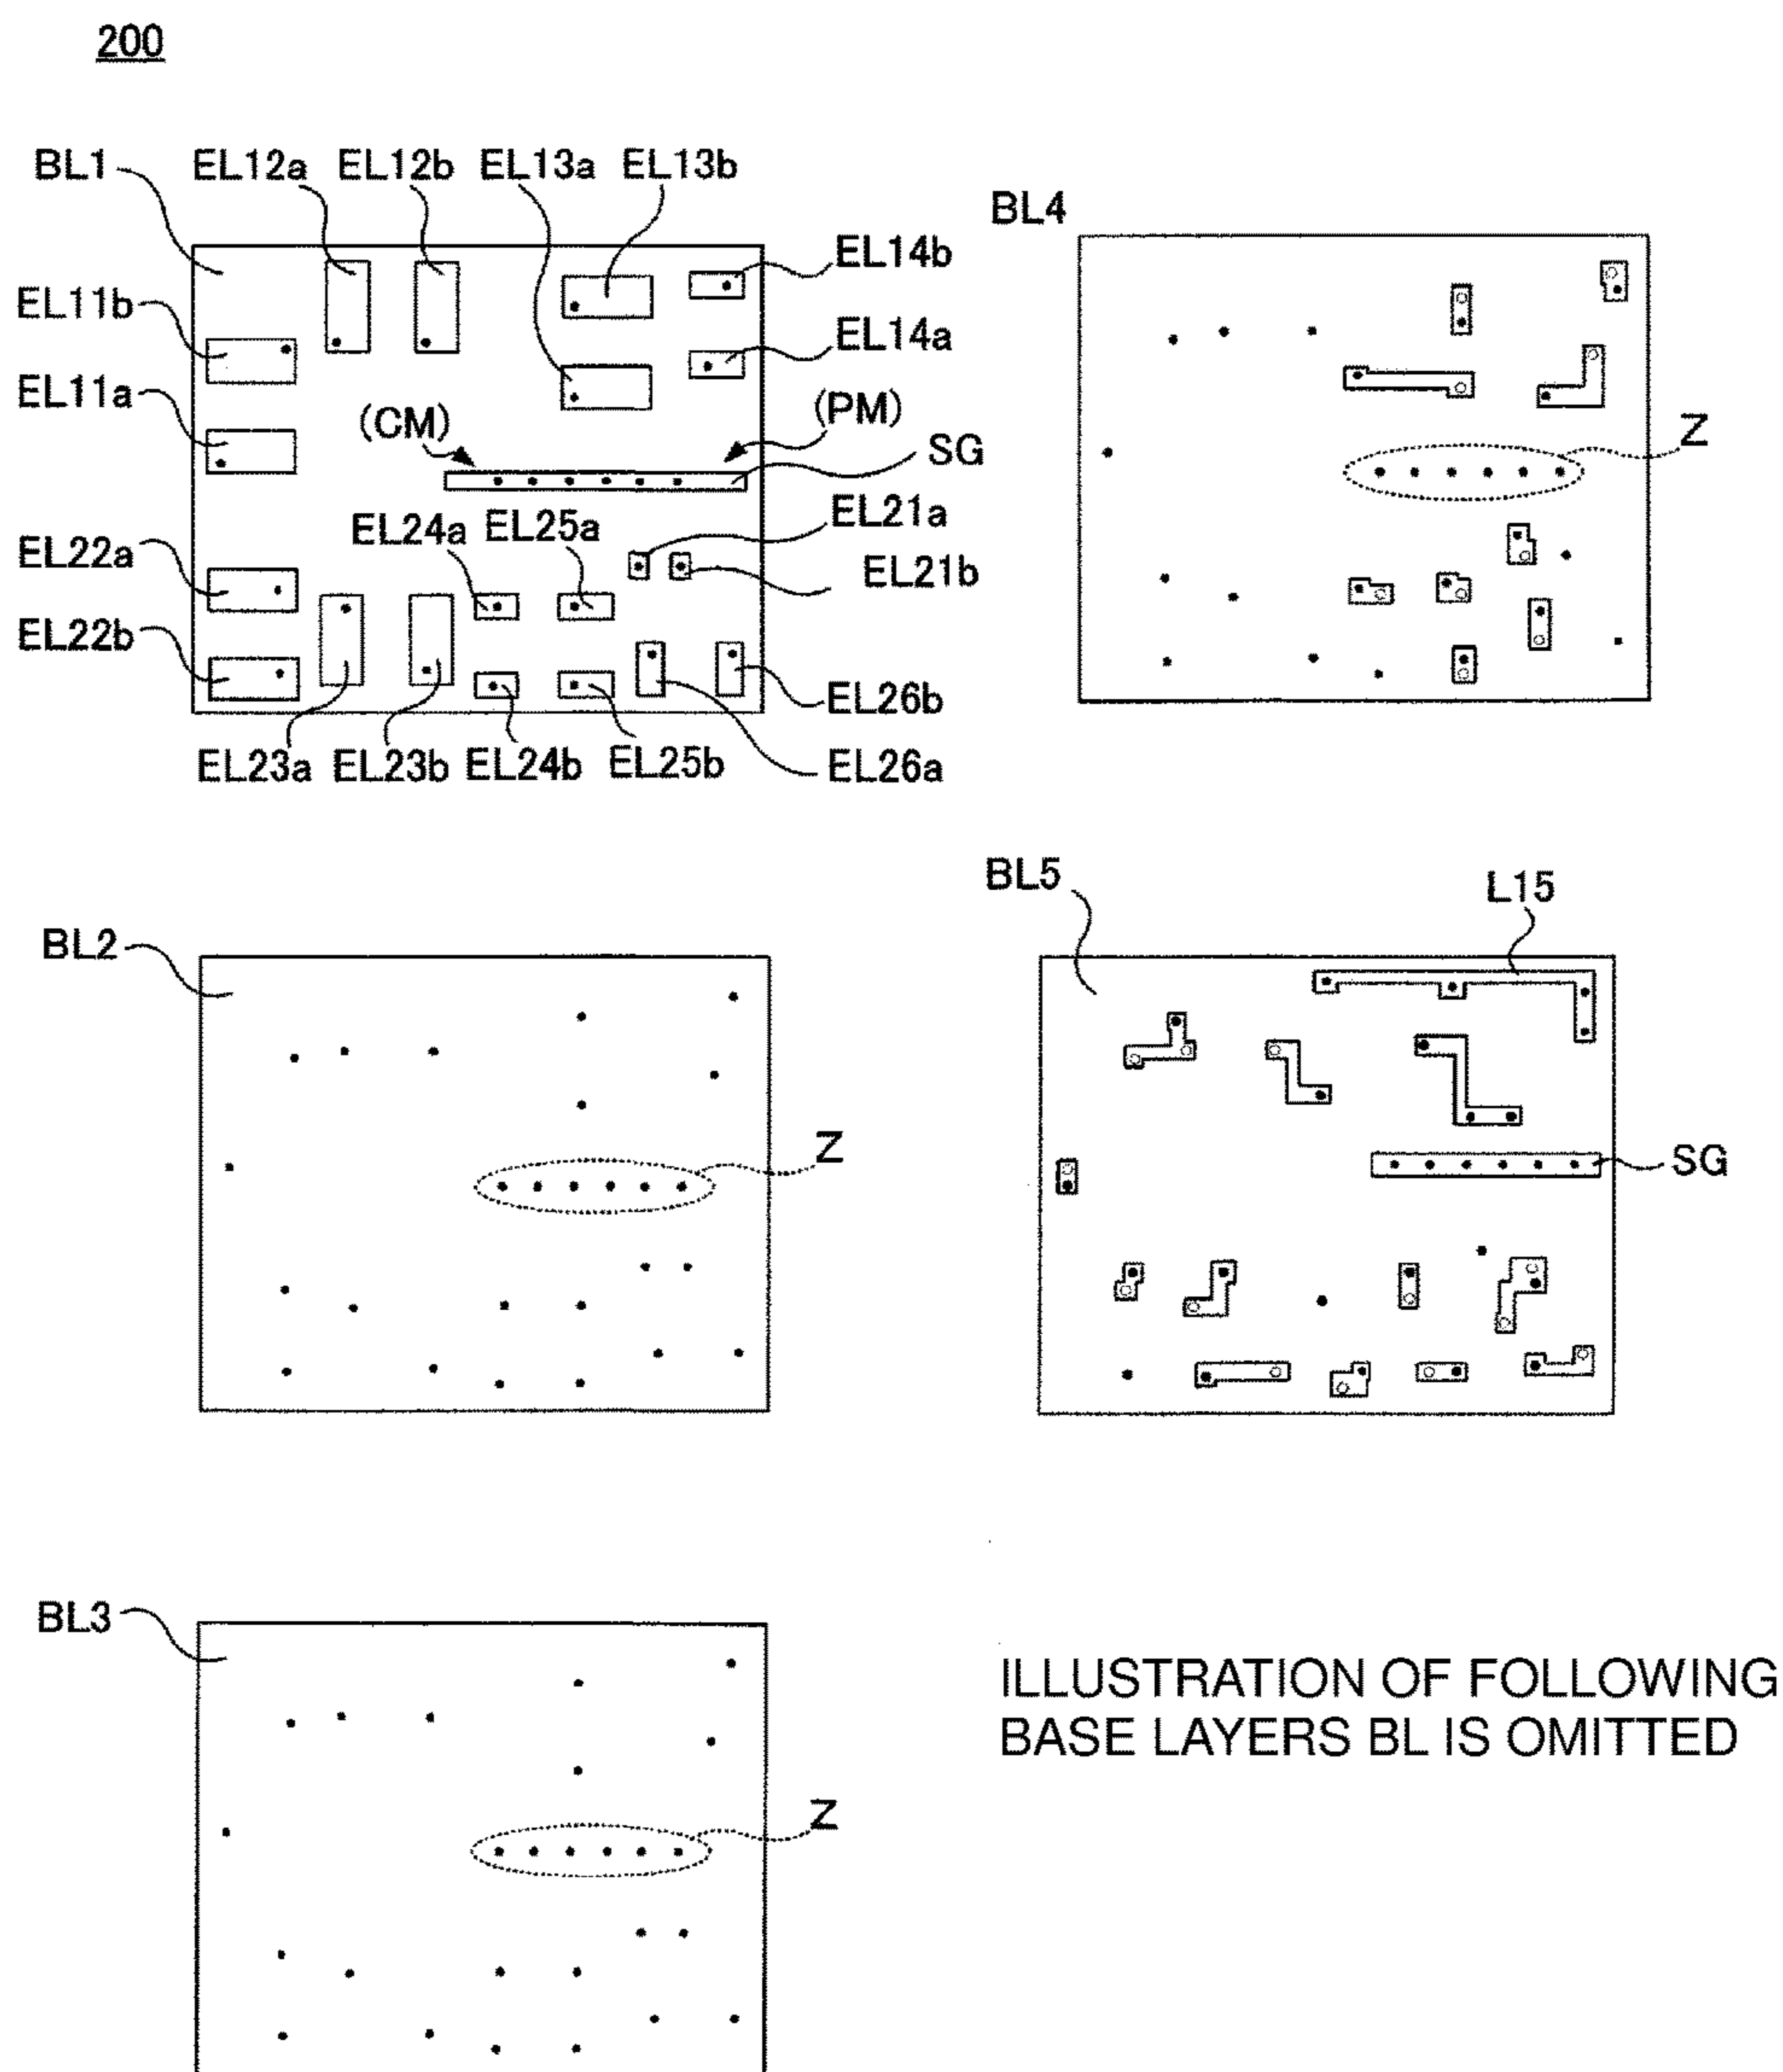 200
BL1
EL12a
EL12b
EL13a
EL13b
EL14b
EL11b
EL14a
EL11a
(CM)
(PM)
SG
EL24a
EL25a
EL21a
EL22a
EL21b
EL22b
EL26b
EL23a
EL23b
EL24b
EL25b
EL26a
BL4
Z
BL2
Z
BL5
L15
SG
BL3
Z
ILLUSTRATION OF FOLLOWING
BASE LAYERS BL IS OMITTED